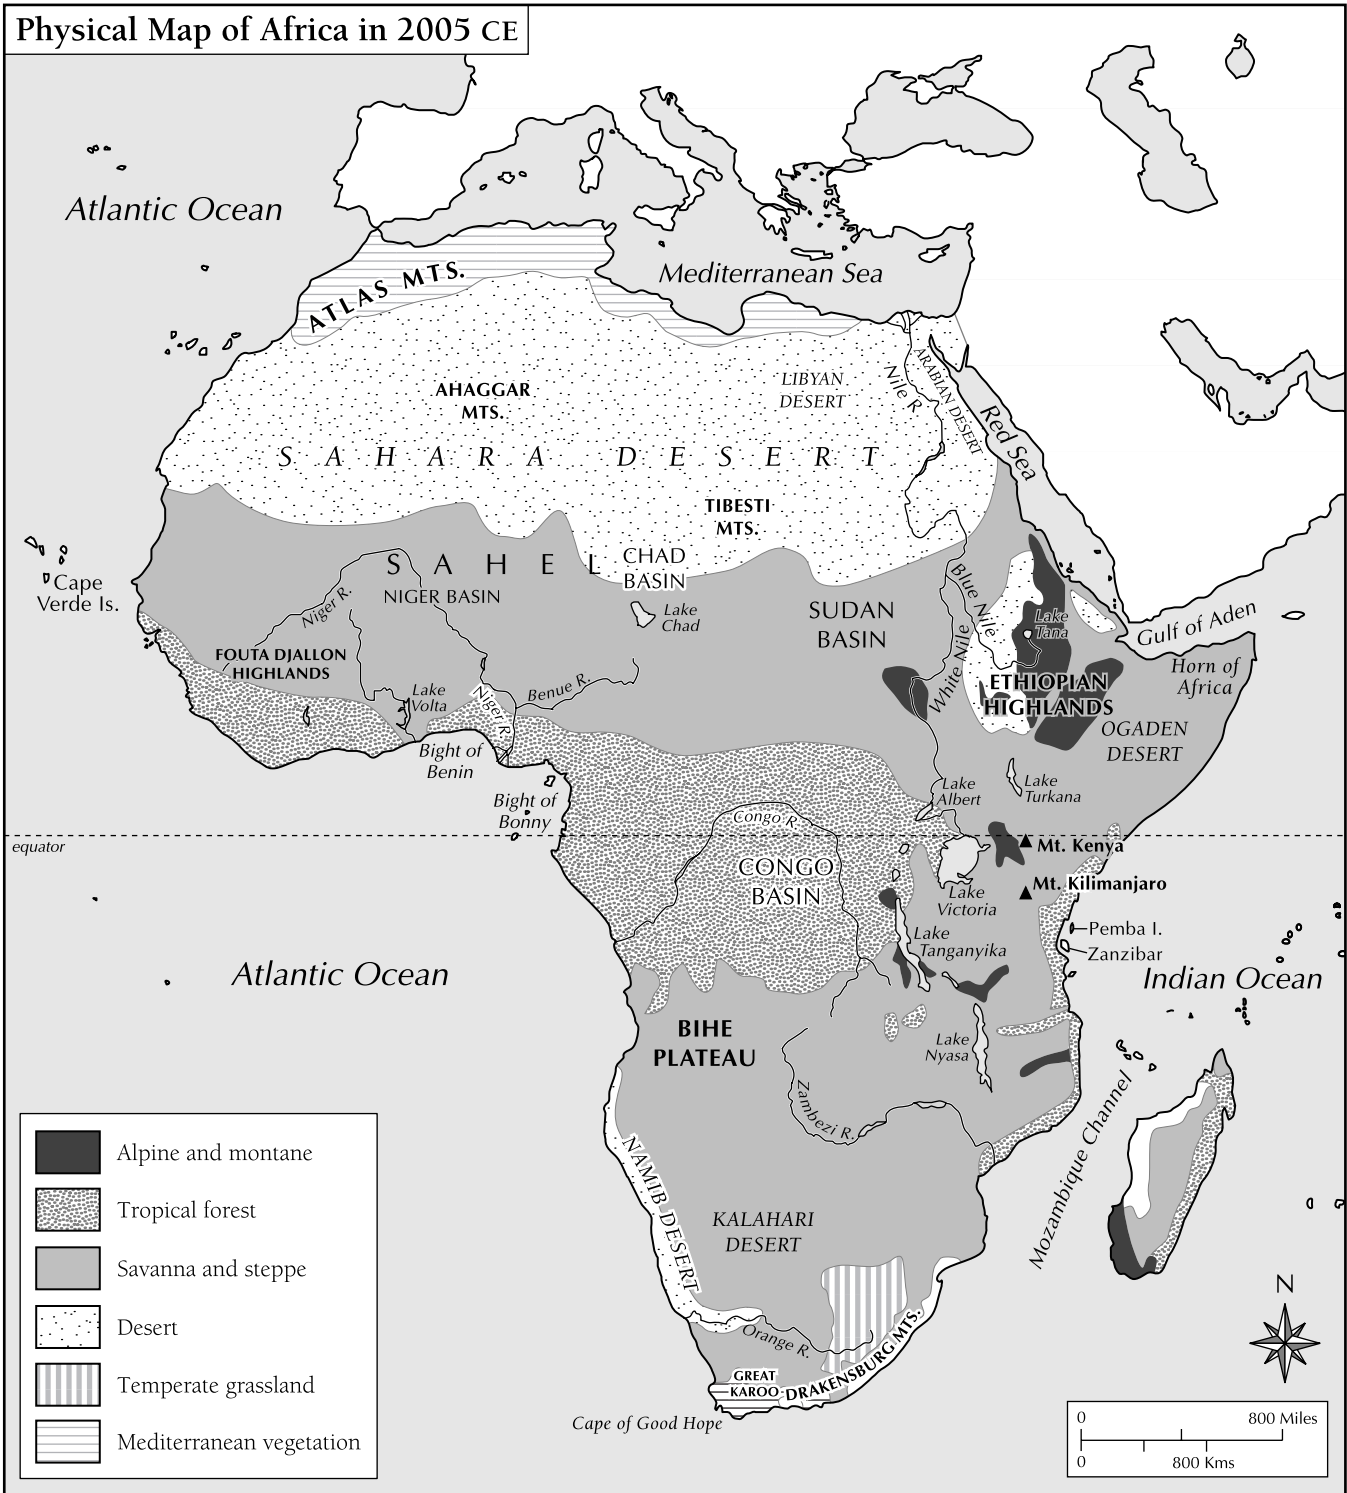 Physical Map of Africa in 2005 CE
Atlantic Ocean
Mediterranean Sea
ATLAS MTS.
AHAGGAR
MTS.
LIBYAN
DESERT
Nile R.
ARABIAN DESERT
Red Sea
SAHARA DESERT
TIBESTI
MTS.
SAHEL
CHAD
BASIN
NIGER BASIN
Niger R.
Lake
Chad
Cape
Verde Is.
SUDAN
BASIN
Blue Nile
White Nile
Lake
Tana
Gulf of Aden
Horn of
Africa
FOUTA DJALLON
HIGHLANDS
Lake
Volta
Niger R.
Benue R.
ETHIOPIAN
HIGHLANDS
OGADEN
DESERT
Bight of
Benin
Bight of
Bonny
Lake
Albert
Lake
Turkana
equator
Congo R.
CONGO
BASIN
Mt. Kenya
Mt. Kilimanjaro
Lake
Victoria
Lake
Tanganyika
Pemba I.
Zanzibar
Atlantic Ocean
Indian Ocean
BIHE
PLATEAU
Lake
Nyasa
Zambezi R.
Mozambique Channel
NAMIB DESERT
KALAHARI
DESERT
Orange R.
GREAT
KAROO
DRAKENSBURG MTS.
Cape of Good Hope
Alpine and montane
Tropical forest
Savanna and steppe
Desert
Temperate grassland
Mediterranean vegetation
N
0 800 Miles
0 800 Kms